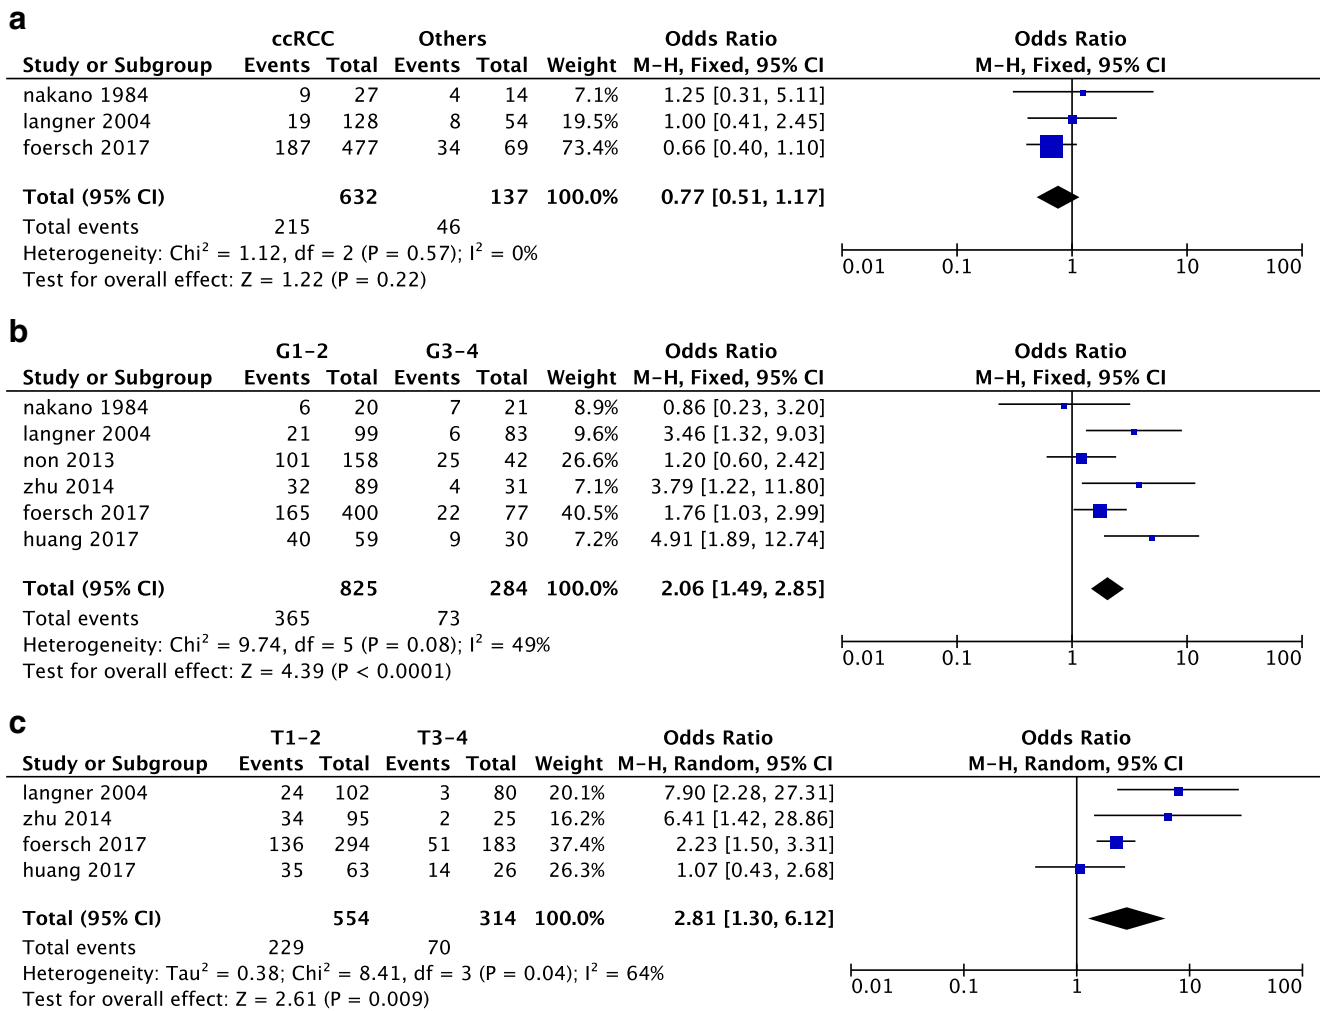 a
ccRCC Others Odds Ratio Odds Ratio
Study or Subgroup Events Total Events Total Weight M-H, Fixed, 95% CI M-H, Fixed, 95% CI
nakano 1984 9 27 4 14 7.1% 1.25 [0.31, 5.11]
langner 2004 19 128 8 54 19.5% 1.00 [0.41, 2.45]
foersch 2017 187 477 34 69 73.4% 0.66 [0.40, 1.10]
Total (95% CI) 632 137 100.0% 0.77 [0.51, 1.17]
Total events 215 46
Heterogeneity: Chi² = 1.12, df = 2 (P = 0.57); I² = 0%
Test for overall effect: Z = 1.22 (P = 0.22)
0.01 0.1 1 10 100
b
G1-2 G3-4 Odds Ratio Odds Ratio
Study or Subgroup Events Total Events Total Weight M-H, Fixed, 95% CI M-H, Fixed, 95% CI
nakano 1984 6 20 7 21 8.9% 0.86 [0.23, 3.20]
langner 2004 21 99 6 83 9.6% 3.46 [1.32, 9.03]
non 2013 101 158 25 42 26.6% 1.20 [0.60, 2.42]
zhu 2014 32 89 4 31 7.1% 3.79 [1.22, 11.80]
foersch 2017 165 400 22 77 40.5% 1.76 [1.03, 2.99]
huang 2017 40 59 9 30 7.2% 4.91 [1.89, 12.74]
Total (95% CI) 825 284 100.0% 2.06 [1.49, 2.85]
Total events 365 73
Heterogeneity: Chi² = 9.74, df = 5 (P = 0.08); I² = 49%
Test for overall effect: Z = 4.39 (P < 0.0001)
0.01 0.1 1 10 100
c
T1-2 T3-4 Odds Ratio Odds Ratio
Study or Subgroup Events Total Events Total Weight M-H, Random, 95% CI M-H, Random, 95% CI
langner 2004 24 102 3 80 20.1% 7.90 [2.28, 27.31]
zhu 2014 34 95 2 25 16.2% 6.41 [1.42, 28.86]
foersch 2017 136 294 51 183 37.4% 2.23 [1.50, 3.31]
huang 2017 35 63 14 26 26.3% 1.07 [0.43, 2.68]
Total (95% CI) 554 314 100.0% 2.81 [1.30, 6.12]
Total events 229 70
Heterogeneity: Tau² = 0.38; Chi² = 8.41, df = 3 (P = 0.04); I² = 64%
Test for overall effect: Z = 2.61 (P = 0.009)
0.01 0.1 1 10 100